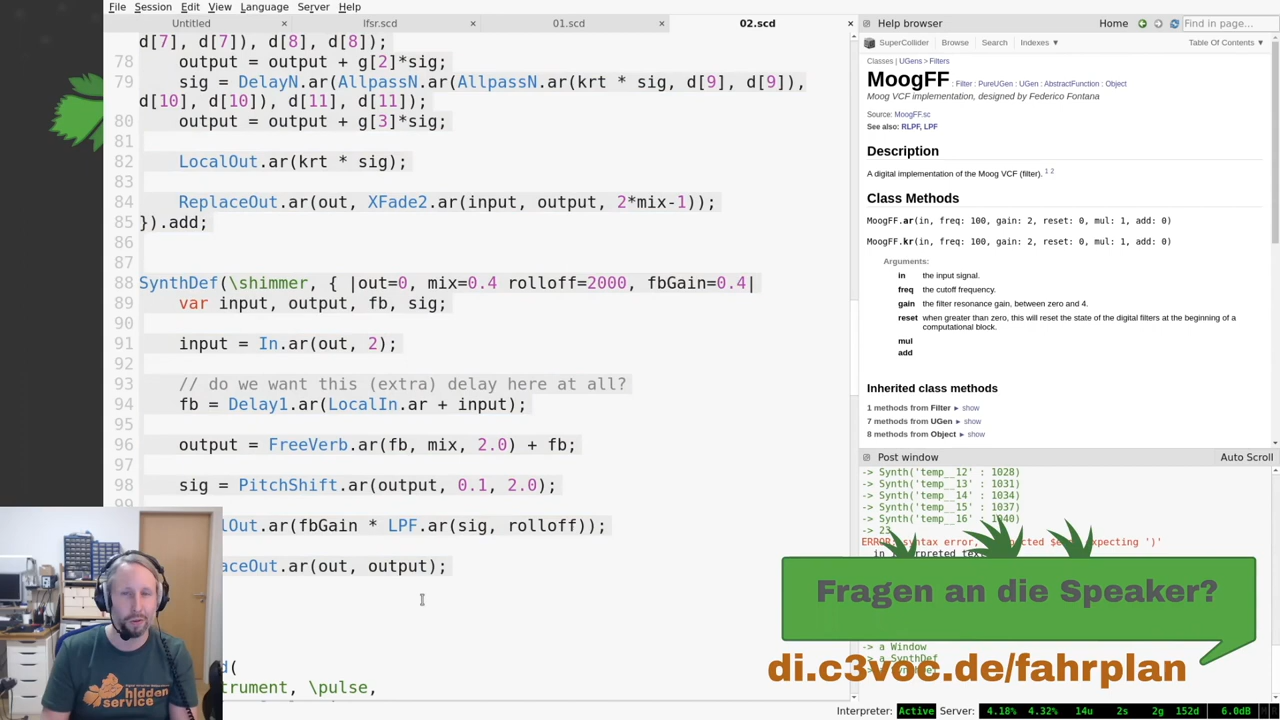 File Session Edit View Language Server Help
Untitled × lfsr.scd × 01.scd × 02.scd ×
d[7], d[7]), d[8], d[8]);
78 output = output + g[2]*sig;
79 sig = DelayN.ar(AllpassN.ar(AllpassN.ar(krt * sig, d[9], d[9]),
d[10], d[10]), d[11], d[11]);
80 output = output + g[3]*sig;
81
82 LocalOut.ar(krt * sig);
83
84 ReplaceOut.ar(out, XFade2.ar(input, output, 2*mix-1));
85 }).add;
86
87
88 SynthDef( \shimmer, { |out=0, mix=0.4 rolloff=2000, fbGain=0.4|
89 var input, output, fb, sig;
90
91 input = In.ar(out, 2);
92
93 // do we want this (extra) delay here at all?
94 fb = Delay1.ar(LocalIn.ar + input);
95
96 output = FreeVerb.ar(fb, mix, 2.0) + fb;
97
98 sig = PitchShift.ar(output, 0.1, 2.0);
99
lOut.ar(fbGain * LPF.ar(sig, rolloff));
aceOut.ar(out, output);
d(
trument, \pulse,
hidden
service
Help browser Home Find in page...
SuperCollider Browse Search Indexes ▼ Table Of Contents ▼
Classes | UGens > Filters
MoogFF : Filter : PureUGen : UGen : AbstractFunction : Object
Moog VCF implementation, designed by Federico Fontana
Source: MoogFF.sc
See also: RLPF, LPF
Description
A digital implementation of the Moog VCF (filter). 1 2
Class Methods
MoogFF.ar(in, freq: 100, gain: 2, reset: 0, mul: 1, add: 0)
MoogFF.kr(in, freq: 100, gain: 2, reset: 0, mul: 1, add: 0)
Arguments:
in the input signal.
freq the cutoff frequency.
gain the filter resonance gain, between zero and 4.
reset when greater than zero, this will reset the state of the digital filters at the beginning of a
computational block.
mul
add
Inherited class methods
1 methods from Filter ► show
7 methods from UGen ► show
8 methods from Object ► show
Post window Auto Scroll
-> Synth('temp__12' : 1028)
-> Synth('temp__13' : 1031)
-> Synth('temp__14' : 1034)
-> Synth('temp__15' : 1037)
-> Synth('temp__16' : 1040)
-> 23
ERROR: syntax error, expecting ')'
in interpreted text
Fragen an die Speaker?
-> a Window
-> a SynthDef
di.c3voc.de/fahrplan
Interpreter: Active Server: 4.18% 4.32% 14u 2s 2g 152d 6.0dB